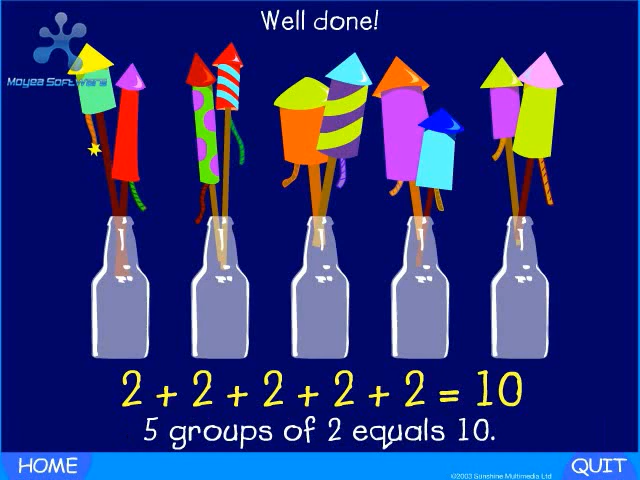 Well done!
Moyea Software
2 + 2 + 2 + 2 + 2 = 10
5 groups of 2 equals 10.
HOME
©2003 Sunshine Multimedia Ltd
QUIT